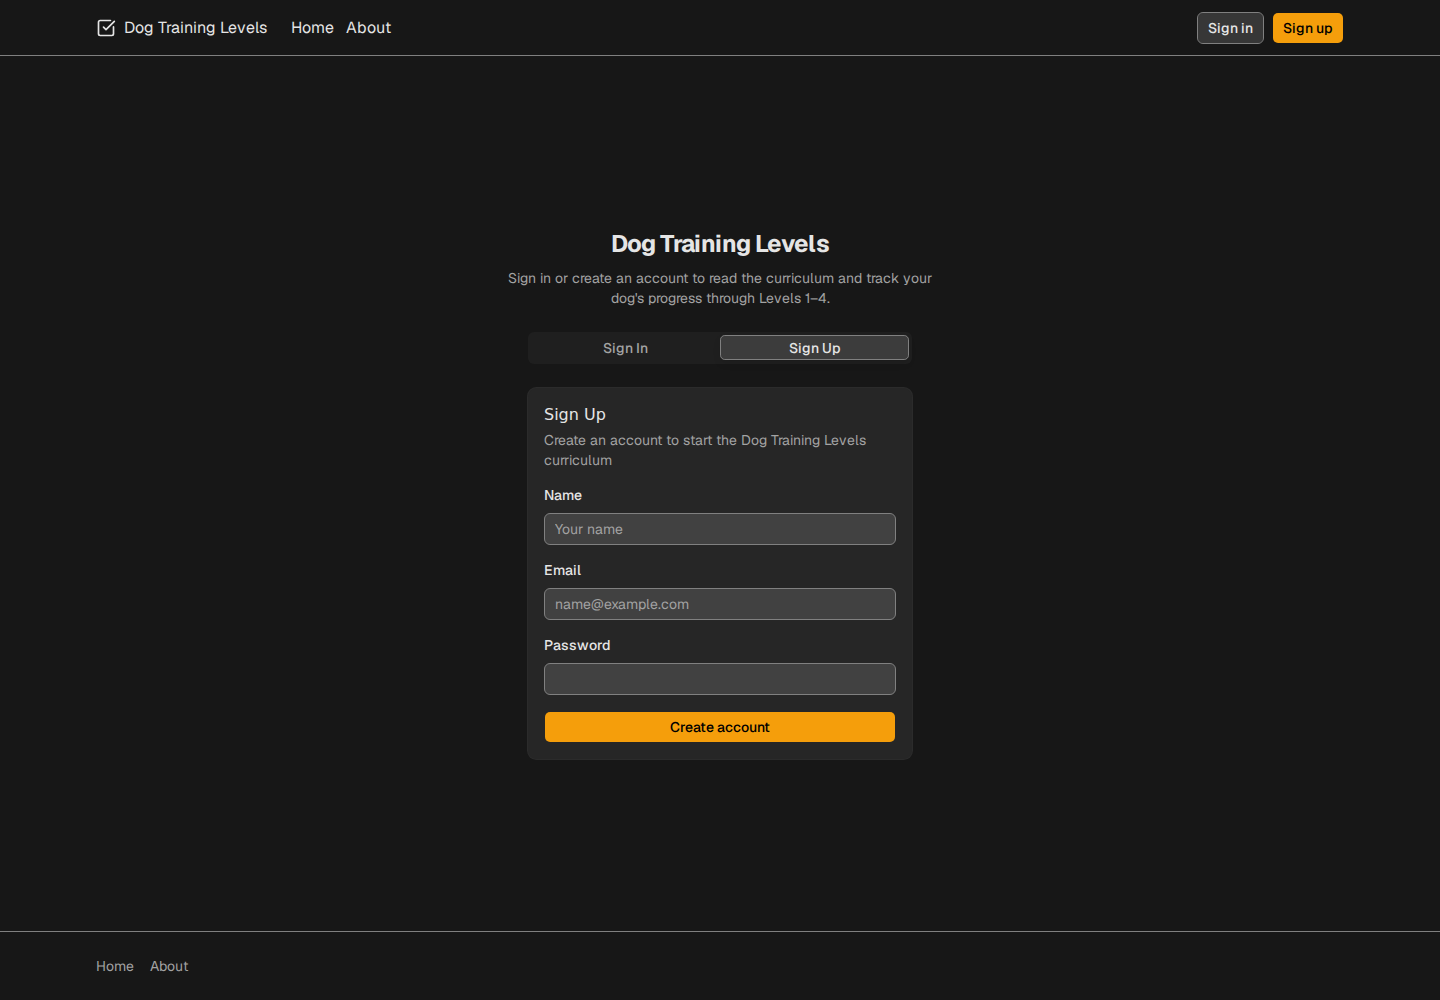 Dog Training Levels Home About Sign in Sign up
Dog Training Levels
Sign in or create an account to read the curriculum and track your
dog's progress through Levels 1–4.
Sign In Sign Up
Sign Up
Create an account to start the Dog Training Levels
curriculum
Name
Your name
Email
name@example.com
Password
Create account
Home About